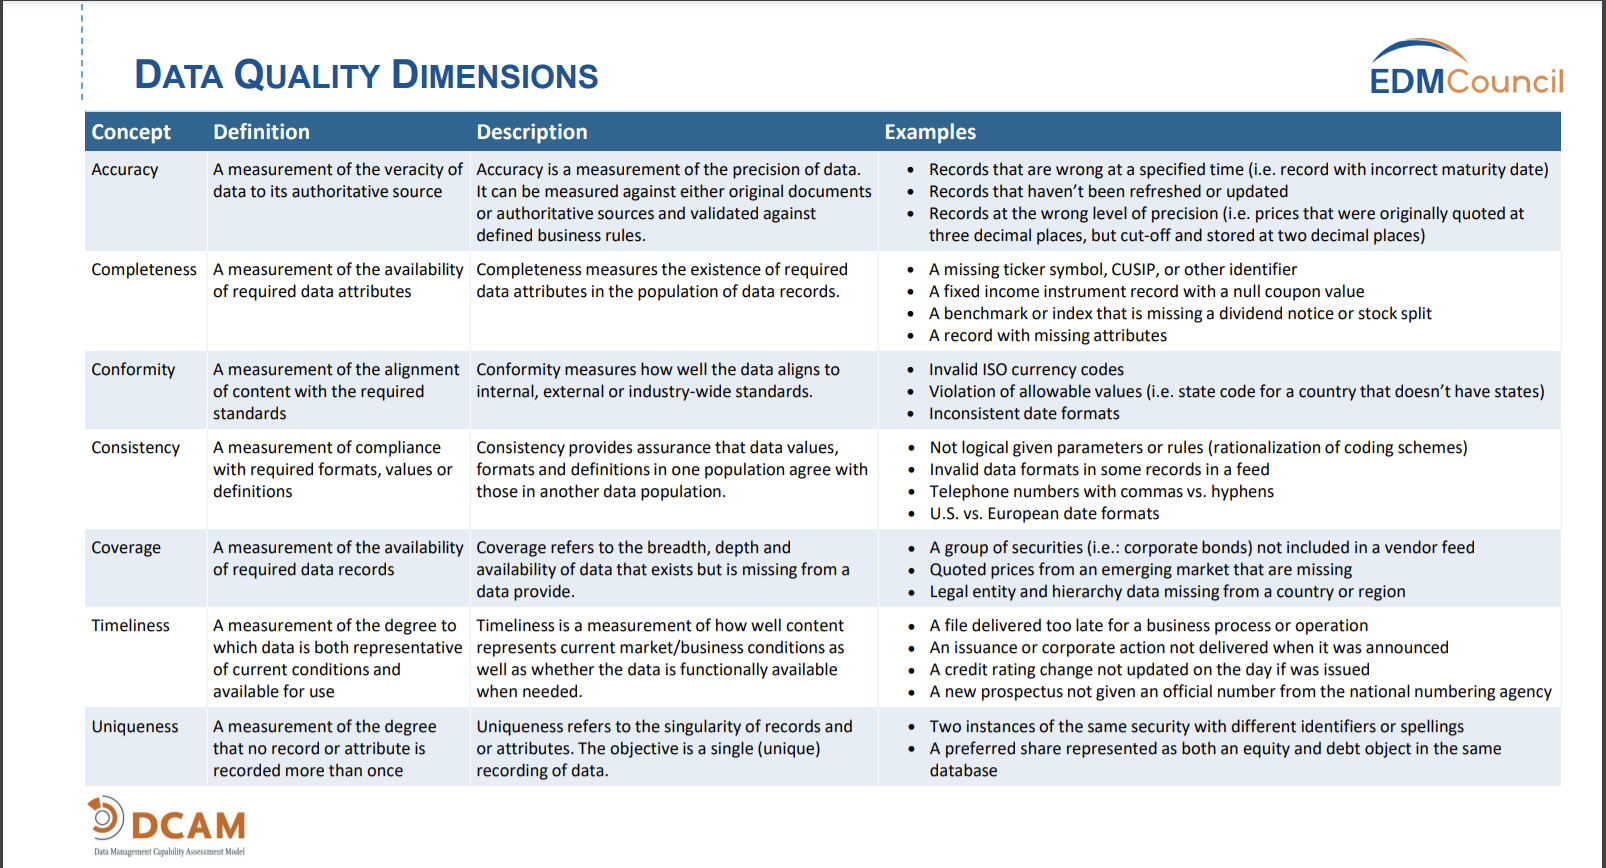 DATA QUALITY DIMENSIONS
EDMCouncil
Concept Definition Description Examples
Accuracy
A measurement of the veracity of
data to its authoritative source
Accuracy is a measurement of the precision of data.
It can be measured against either original documents
or authoritative sources and validated against
defined business rules.
• Records that are wrong at a specified time (i.e. record with incorrect maturity date)
• Records that haven't been refreshed or updated
• Records at the wrong level of precision (i.e. prices that were originally quoted at
three decimal places, but cut-off and stored at two decimal places)
Completeness
A measurement of the availability
of required data attributes
Completeness measures the existence of required
data attributes in the population of data records.
• A missing ticker symbol, CUSIP, or other identifier
• A fixed income instrument record with a null coupon value
• A benchmark or index that is missing a dividend notice or stock split
• A record with missing attributes
Conformity
A measurement of the alignment
of content with the required
standards
Conformity measures how well the data aligns to
internal, external or industry-wide standards.
• Invalid ISO currency codes
• Violation of allowable values (i.e. state code for a country that doesn't have states)
• Inconsistent date formats
Consistency
A measurement of compliance
with required formats, values or
definitions
Consistency provides assurance that data values,
formats and definitions in one population agree with
those in another data population.
• Not logical given parameters or rules (rationalization of coding schemes)
• Invalid data formats in some records in a feed
• Telephone numbers with commas vs. hyphens
• U.S. vs. European date formats
Coverage
A measurement of the availability
of required data records
Coverage refers to the breadth, depth and
availability of data that exists but is missing from a
data provide.
• A group of securities (i.e.: corporate bonds) not included in a vendor feed
• Quoted prices from an emerging market that are missing
• Legal entity and hierarchy data missing from a country or region
Timeliness
A measurement of the degree to
which data is both representative
of current conditions and
available for use
Timeliness is a measurement of how well content
represents current market/business conditions as
well as whether the data is functionally available
when needed.
• A file delivered too late for a business process or operation
• An issuance or corporate action not delivered when it was announced
• A credit rating change not updated on the day if was issued
• A new prospectus not given an official number from the national numbering agency
Uniqueness
A measurement of the degree
that no record or attribute is
recorded more than once
Uniqueness refers to the singularity of records and
or attributes. The objective is a single (unique)
recording of data.
• Two instances of the same security with different identifiers or spellings
• A preferred share represented as both an equity and debt object in the same
database
DCAM
Data Management Capability Assessment Model